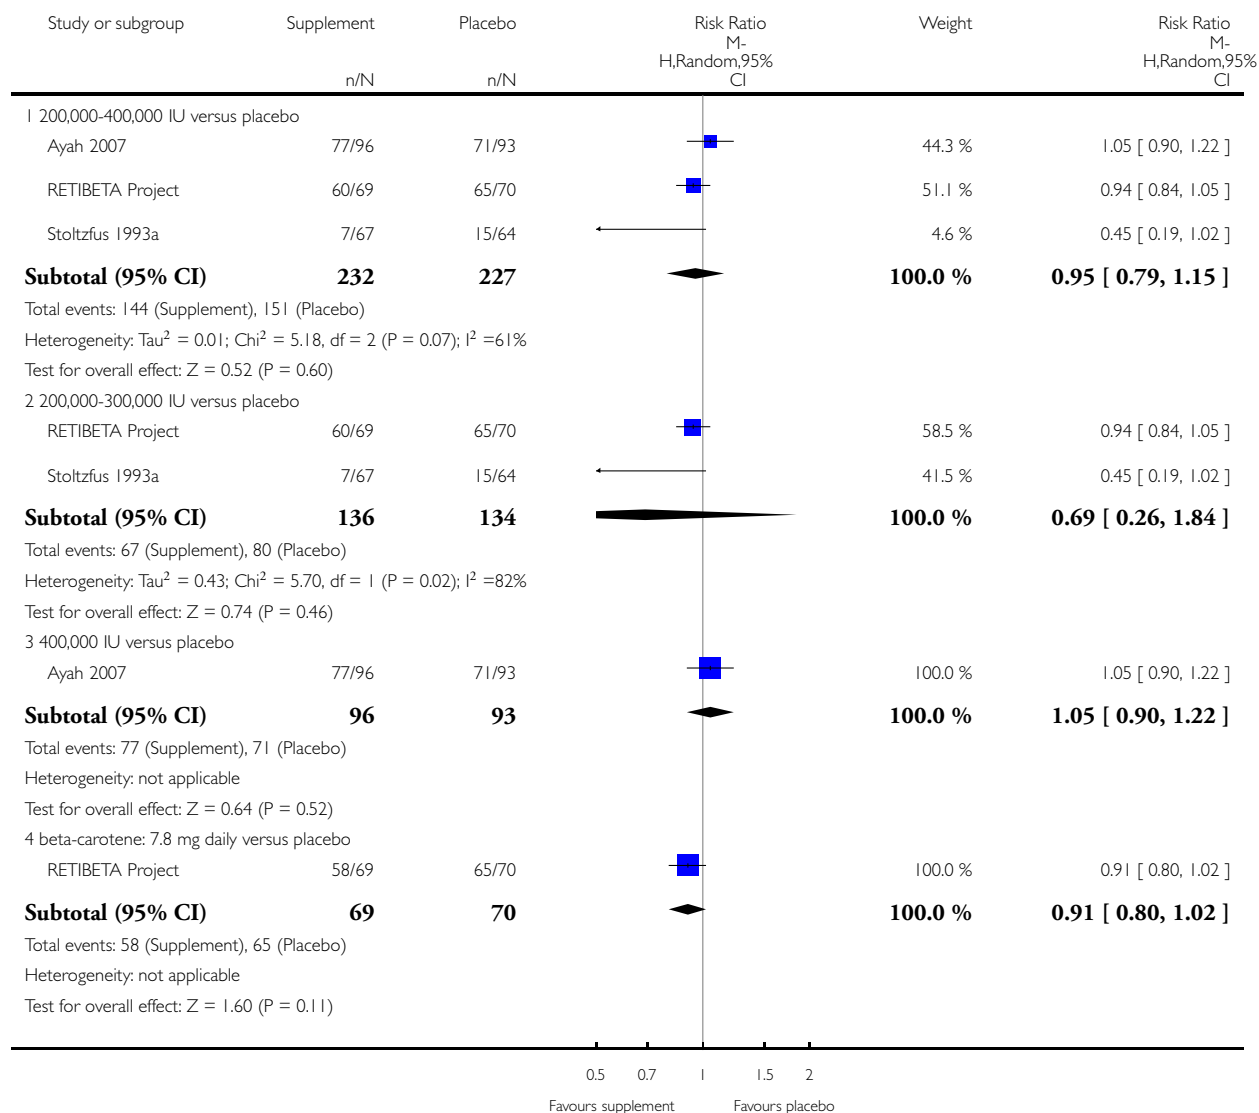 Study or subgroup Supplement Placebo Risk Ratio Weight Risk Ratio
M- M-
H,Random,95% H,Random,95%
n/N n/N CI CI
1 200,000-400,000 IU versus placebo
Ayah 2007 77/96 71/93 44.3 % 1.05 [ 0.90, 1.22 ]
RETIBETA Project 60/69 65/70 51.1 % 0.94 [ 0.84, 1.05 ]
Stoltzfus 1993a 7/67 15/64 4.6 % 0.45 [ 0.19, 1.02 ]
Subtotal (95% CI) 232 227 100.0 % 0.95 [ 0.79, 1.15 ]
Total events: 144 (Supplement), 151 (Placebo)
Heterogeneity: Tau² = 0.01; Chi² = 5.18, df = 2 (P = 0.07); I² =61%
Test for overall effect: Z = 0.52 (P = 0.60)
2 200,000-300,000 IU versus placebo
RETIBETA Project 60/69 65/70 58.5 % 0.94 [ 0.84, 1.05 ]
Stoltzfus 1993a 7/67 15/64 41.5 % 0.45 [ 0.19, 1.02 ]
Subtotal (95% CI) 136 134 100.0 % 0.69 [ 0.26, 1.84 ]
Total events: 67 (Supplement), 80 (Placebo)
Heterogeneity: Tau² = 0.43; Chi² = 5.70, df = 1 (P = 0.02); I² =82%
Test for overall effect: Z = 0.74 (P = 0.46)
3 400,000 IU versus placebo
Ayah 2007 77/96 71/93 100.0 % 1.05 [ 0.90, 1.22 ]
Subtotal (95% CI) 96 93 100.0 % 1.05 [ 0.90, 1.22 ]
Total events: 77 (Supplement), 71 (Placebo)
Heterogeneity: not applicable
Test for overall effect: Z = 0.64 (P = 0.52)
4 beta-carotene: 7.8 mg daily versus placebo
RETIBETA Project 58/69 65/70 100.0 % 0.91 [ 0.80, 1.02 ]
Subtotal (95% CI) 69 70 100.0 % 0.91 [ 0.80, 1.02 ]
Total events: 58 (Supplement), 65 (Placebo)
Heterogeneity: not applicable
Test for overall effect: Z = 1.60 (P = 0.11)
0.5 0.7 1 1.5 2
Favours supplement Favours placebo